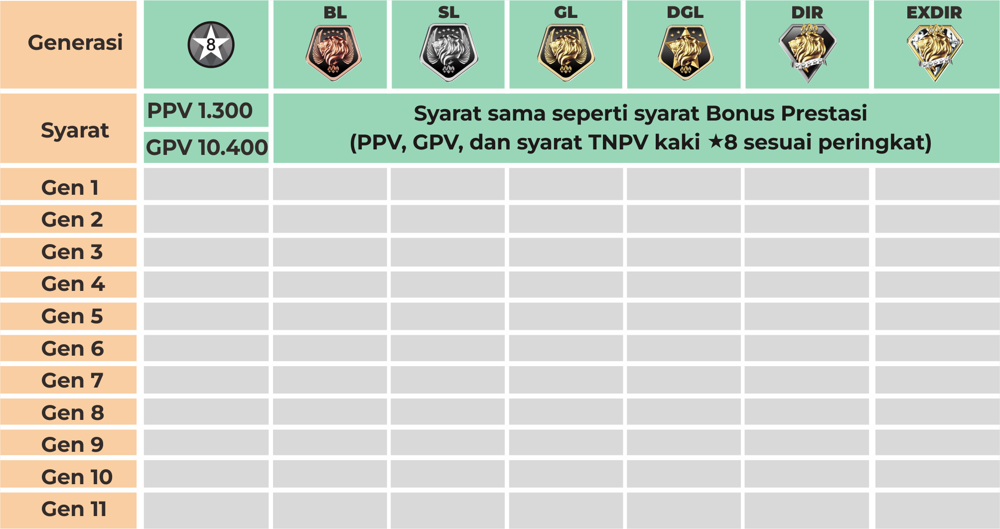 Generasi
8
BL
SL
GL
DGL
DIR
EXDIR
Syarat
PPV 1.300
GPV 10.400
Syarat sama seperti syarat Bonus Prestasi
(PPV, GPV, dan syarat TNPV kaki ★8 sesuai peringkat)
Gen 1
Gen 2
Gen 3
Gen 4
Gen 5
Gen 6
Gen 7
Gen 8
Gen 9
Gen 10
Gen 11